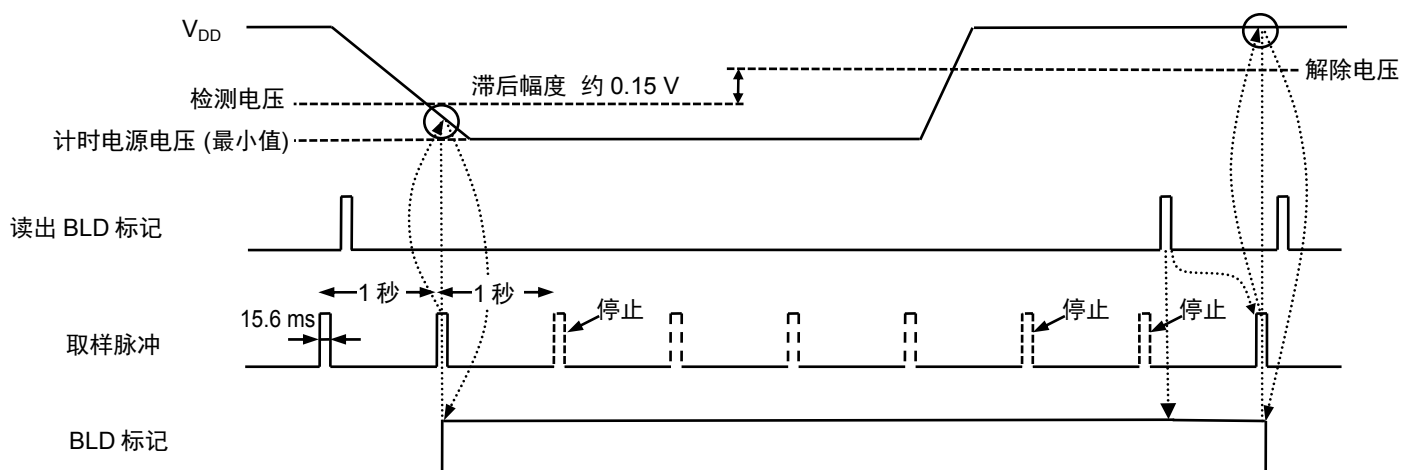 VDD
滞后幅度 约 0.15 V
解除电压
检测电压
计时电源电压 (最小值)
读出 BLD 标记
1 秒
1 秒
15.6 ms
停止
停止
停止
取样脉冲
BLD 标记